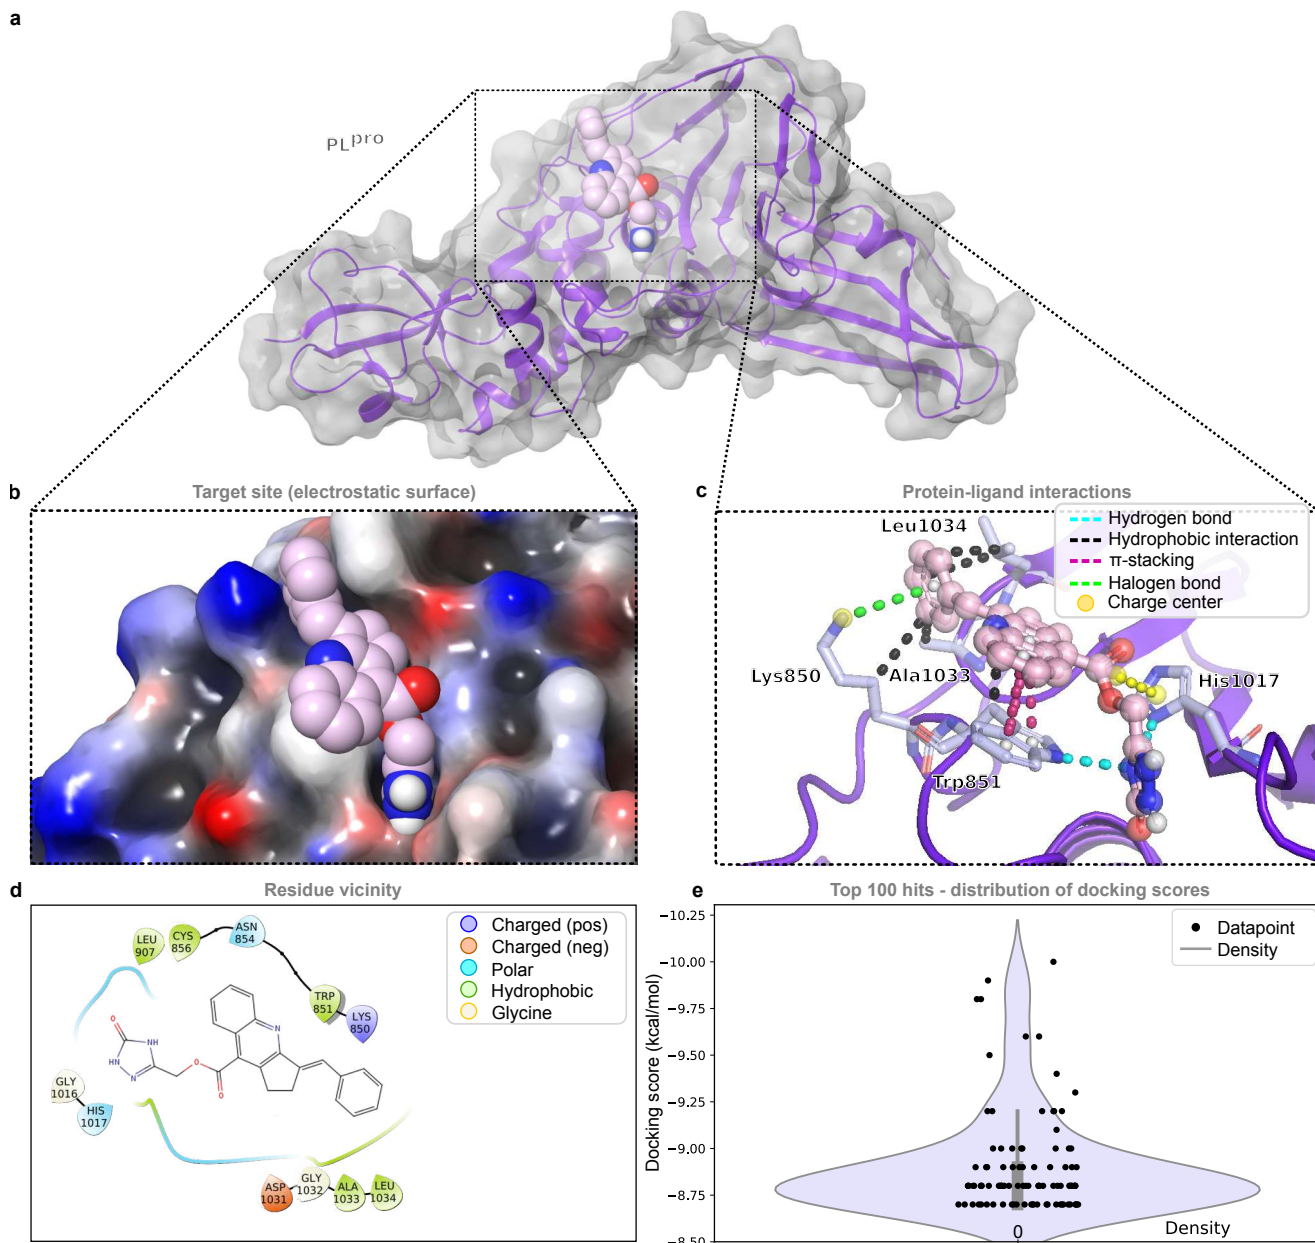 a
PLpro
b
Target site (electrostatic surface)
c
Protein-ligand interactions
Leu1034
Hydrogen bond
Hydrophobic interaction
π-stacking
Halogen bond
Charge center
Lys850
Ala1033
His1017
Trp851
d
Residue vicinity
LEU
907
CYS
856
ASN
854
TRP
851
LYS
850
Charged (pos)
Charged (neg)
Polar
Hydrophobic
Glycine
O
NH
HN
N
O
O
N
GLY
1016
HIS
1017
ASP
1031
GLY
1032
ALA
1033
LEU
1034
e
Top 100 hits - distribution of docking scores
Datapoint
Density
Docking score (kcal/mol)
−10.25
−10.00
−9.75
−9.50
−9.25
−9.00
−8.75
−8.50
0
Density